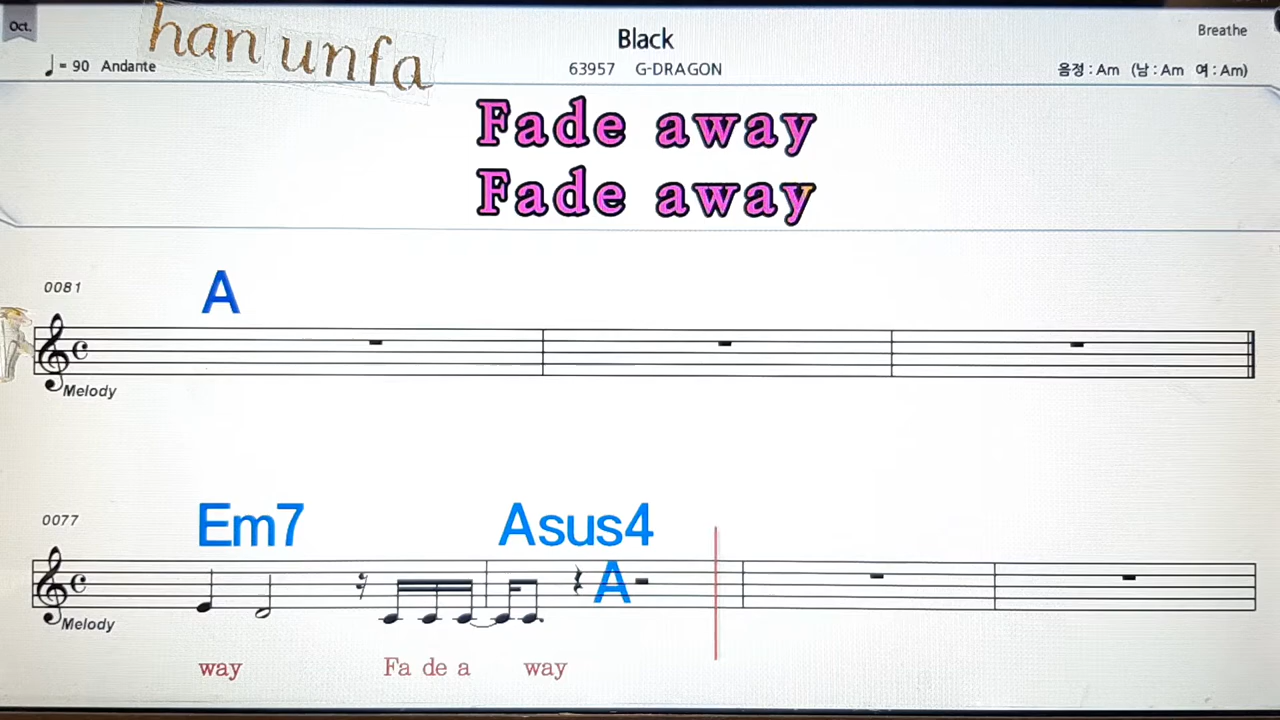 Oct.
han unfa
Black
Breathe
♩= 90 Andante
63957 G-DRAGON
음정 : Am (남 : Am 여 : Am)
Fade away
Fade away
0081
A
Melody
0077
Em7 Asus4
A
Melody
way Fa de a way